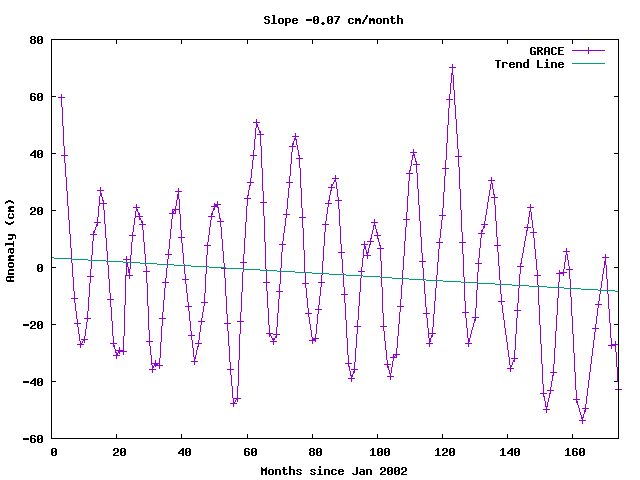 Slope -0.07 cm/month
GRACE
Trend Line
Anomaly (cm)
80
60
40
20
0
-20
-40
-60
0 20 40 60 80 100 120 140 160
Months since Jan 2002